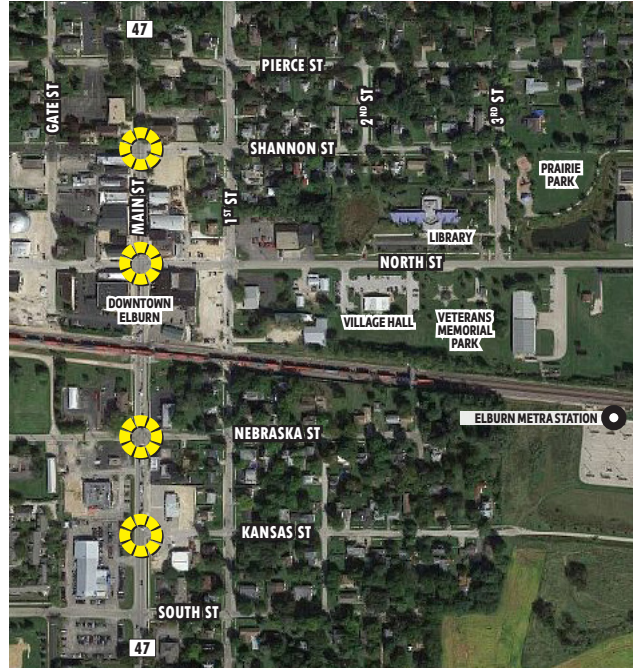 47
PIERCE ST
GATE ST
2ND ST
3RD ST
SHANNON ST
PRAIRIE
PARK
MAIN ST
1ST ST
LIBRARY
NORTH ST
DOWNTOWN
ELBURN
VILLAGE HALL
VETERANS
MEMORIAL
PARK
ELBURN METRA STATION
NEBRASKA ST
KANSAS ST
SOUTH ST
47